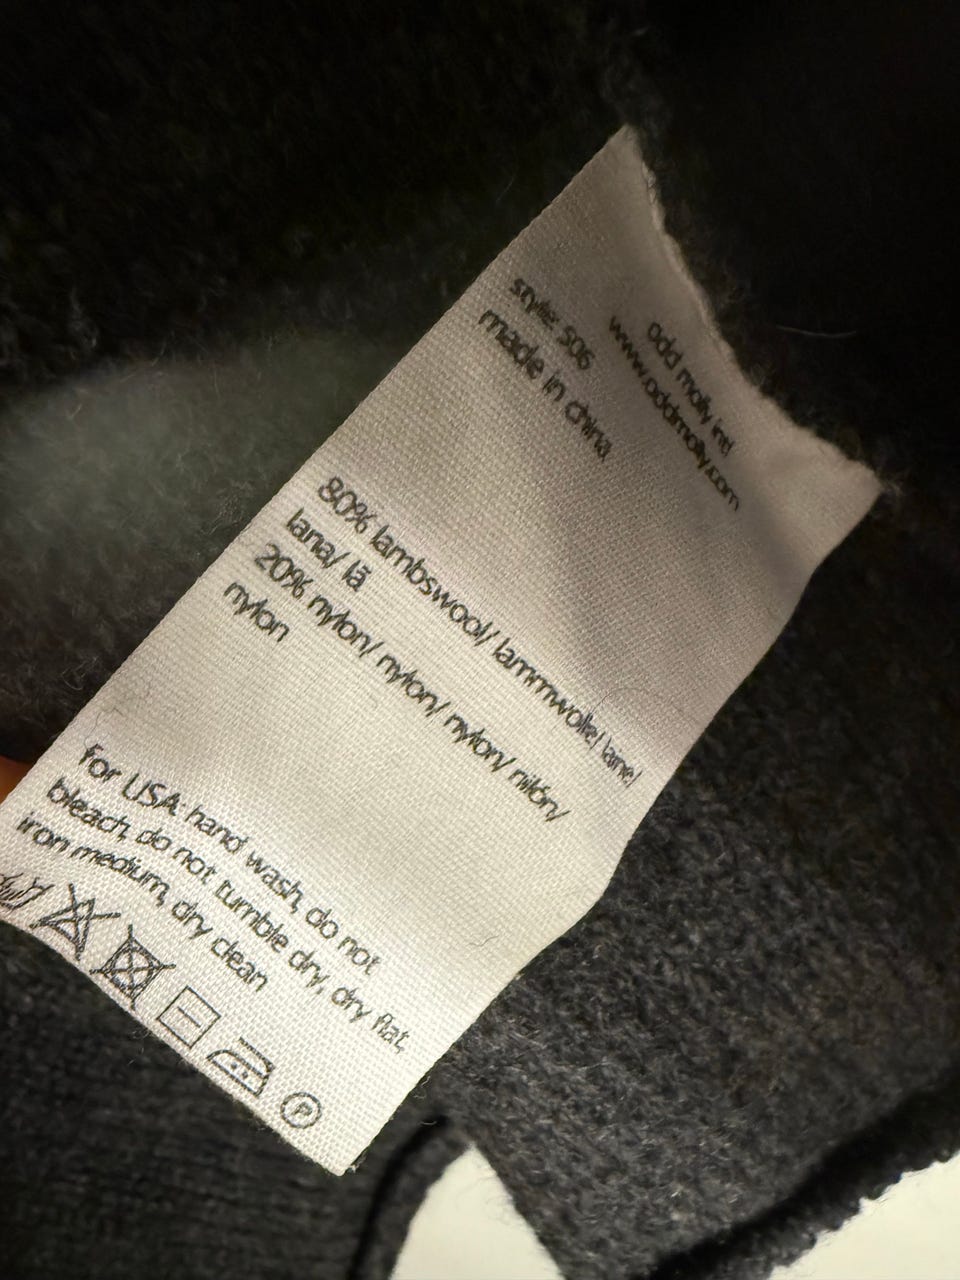 odd molly intl
www.oddmolly.com
style: 506
made in china
80% lambswool/ lammwolle/ laine/
lana/ lã
20% nylon/ nylon/ nylon/ nilón/
nylon
For USA: hand wash, do not
bleach, do not tumble dry, dry flat,
iron medium, dry clean
P